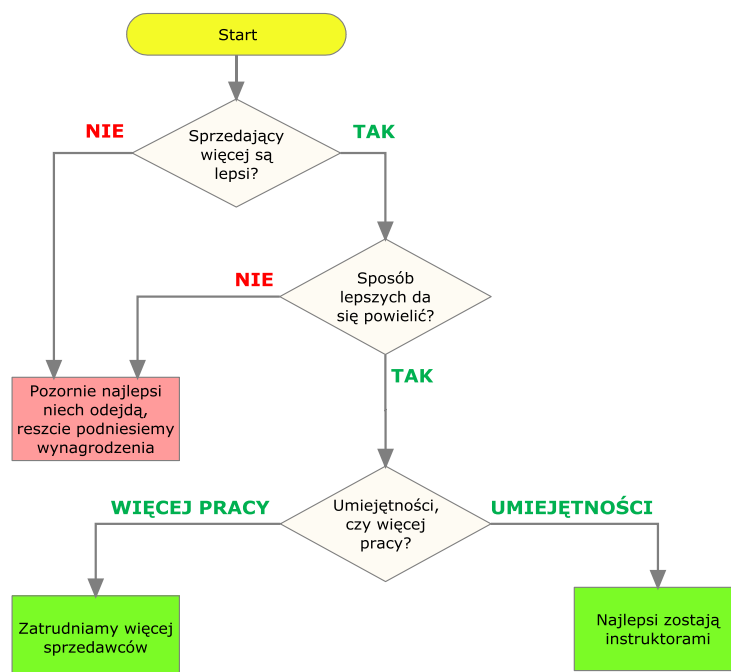 Start
NIE
TAK
Sprzedający
więcej są
lepsi?
NIE
Sposób
lepszych da
się powielić?
TAK
Pozornie najlepsi
niech odejdą,
reszcie podniesiemy
wynagrodzenia
WIĘCEJ PRACY
Umiejętności,
czy więcej
pracy?
UMIEJĘTNOŚCI
Zatrudniamy więcej
sprzedawców
Najlepsi zostają
instruktorami